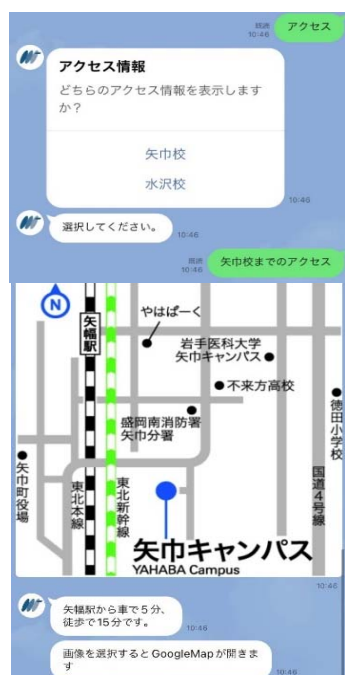 アクセス
既読
10:46
アクセス情報
どちらのアクセス情報を表示します
か？
矢巾校
水沢校
10:46
選択してください。
10:46
矢巾校までのアクセス
既読
10:46
N
矢幅駅
やはぱーく
岩手医科大学
矢巾キャンパス
不来方高校
徳田小学校
盛岡南消防署
矢巾分署
矢巾町役場
東北本線
東北新幹線
国道4号線
矢巾キャンパス
YAHABA Campus
10:46
矢幅駅から車で5分、
徒歩で15分です。
10:46
画像を選択するとGoogleMapが開きま
す
10:46